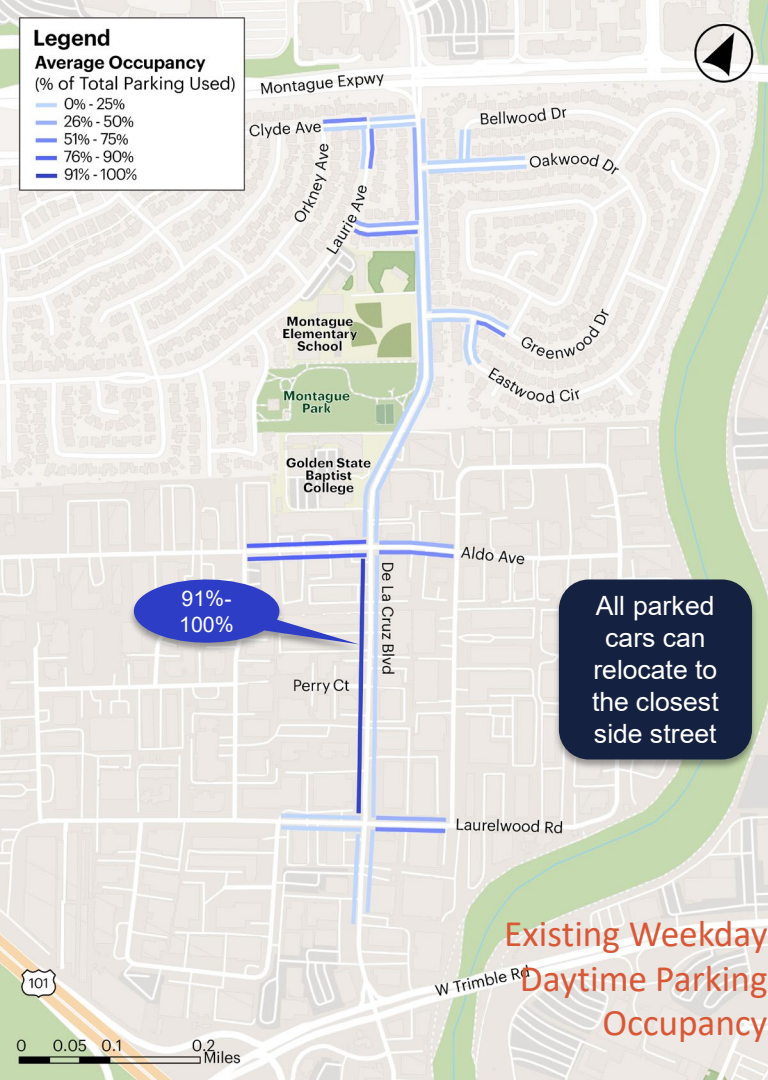 Legend
Average Occupancy
(% of Total Parking Used)
0% - 25%
26% - 50%
51% - 75%
76% - 90%
91% - 100%
Montague Expwy
Clyde Ave
Bellwood Dr
Oakwood Dr
Orkney Ave
Laurie Ave
Montague
Elementary
School
Greenwood Dr
Eastwood Cir
Montague
Park
Golden State
Baptist
College
Aldo Ave
De La Cruz Blvd
91%-
100%
All parked
cars can
relocate to
the closest
side street
Perry Ct
Laurelwood Rd
Existing Weekday
Daytime Parking
Occupancy
W Trimble Rd
101
0 0.05 0.1 0.2
Miles